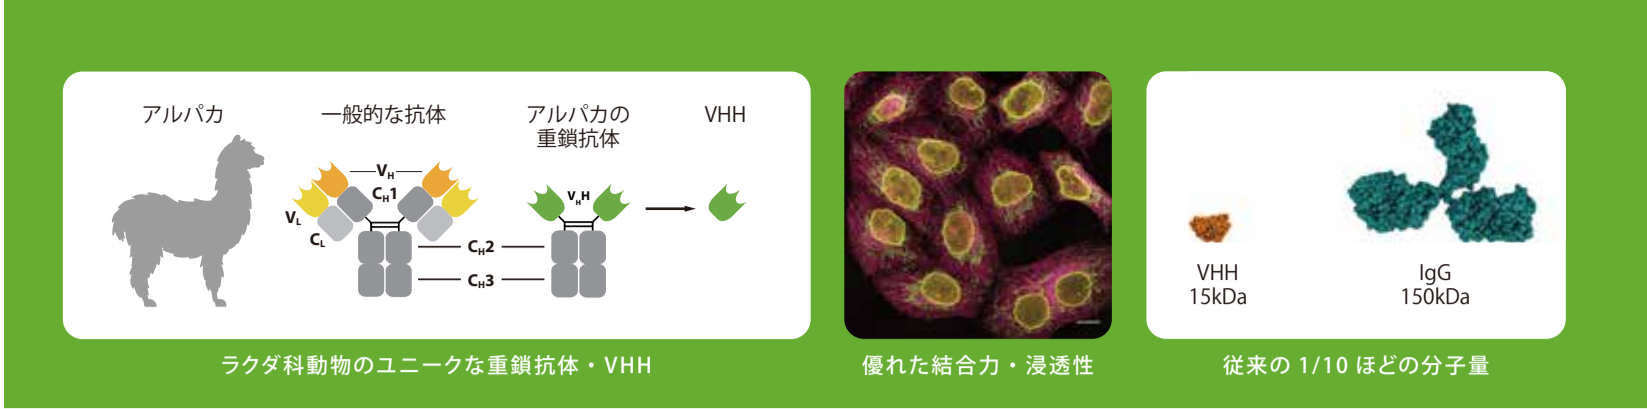 アルパカ
一般的な抗体
アルパカの
重鎖抗体
VHH
VH
CH1
VL
CL
VHH
CH2
CH3
VHH
15kDa
IgG
150kDa
ラクダ科動物のユニークな重鎖抗体・VHH
優れた結合力・浸透性
従来の 1/10 ほどの分子量